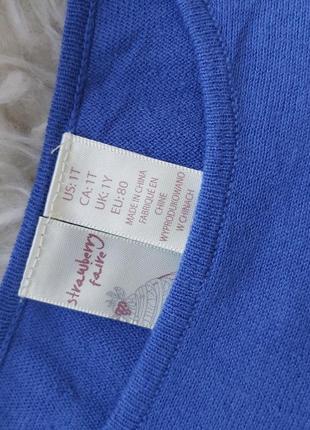 US: 1T
CA: 1T
UK: 1Y
EU: 80
MADE IN CHINA
FABRIQUE EN
CHINE
WYPRODUKOWANO
W CHINACH
strawberry
faire